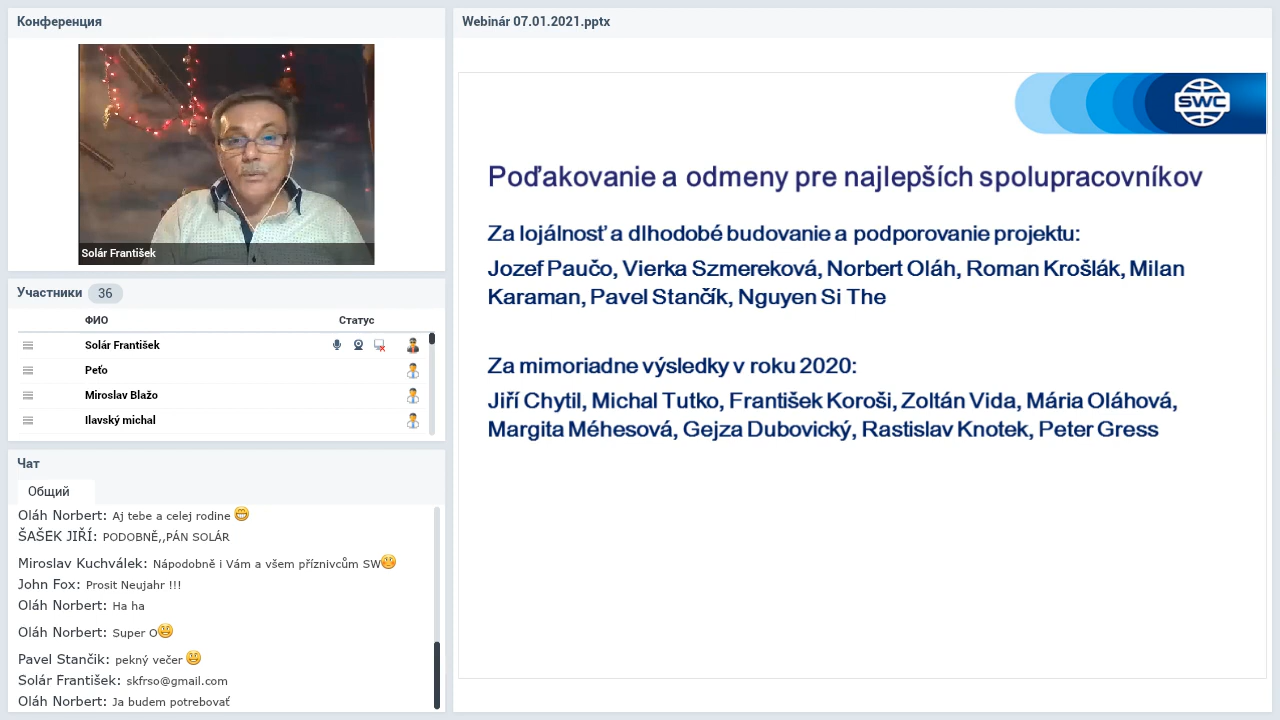 Конференция
Solár František
Участники 36
ФИО Статус
Solár František
Peťo
Miroslav Blažo
Ilavský michal
Чат
Общий
Oláh Norbert: Aj tebe a celej rodine
ŠAŠEK JIŘÍ: PODOBNĚ,,PÁN SOLÁR
Miroslav Kuchválek: Nápodobně i Vám a všem příznivcům SW
John Fox: Prosit Neujahr !!!
Oláh Norbert: Ha ha
Oláh Norbert: Super O
Pavel Stančik: pekný večer
Solár František: skfrso@gmail.com
Oláh Norbert: Ja budem potrebovať
Webinár 07.01.2021.pptx
SWC
Poďakovanie a odmeny pre najlepších spolupracovníkov
Za lojálnosť a dlhodobé budovanie a podporovanie projektu:
Jozef Paučo, Vierka Szmereková, Norbert Oláh, Roman Krošlák, Milan
Karaman, Pavel Stančík, Nguyen Si The
Za mimoriadne výsledky v roku 2020:
Jiří Chytil, Michal Tutko, František Koroši, Zoltán Vida, Mária Oláhová,
Margita Méhesová, Gejza Dubovický, Rastislav Knotek, Peter Gress